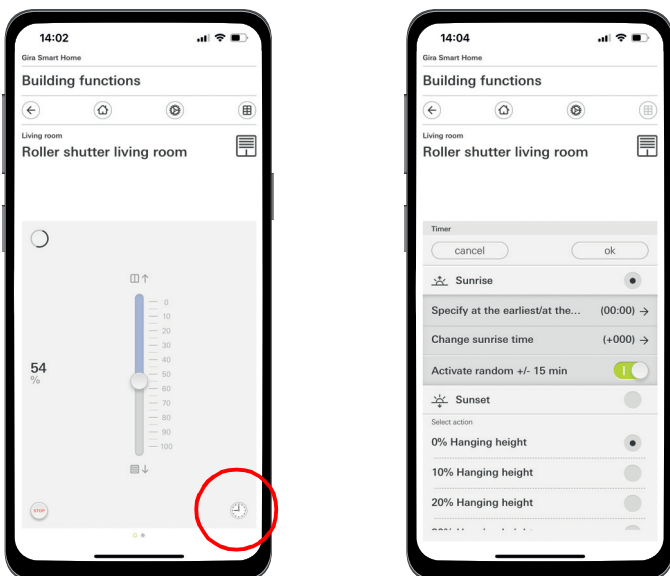 14:02
Gira Smart Home
Building functions
Living room
Roller shutter living room
0
10
20
30
40
50
60
70
80
90
100
54
%
STOP
14:04
Gira Smart Home
Building functions
Living room
Roller shutter living room
Timer
cancel ok
Sunrise
Specify at the earliest/at the... (00:00) →
Change sunrise time (+000) →
Activate random +/- 15 min
Sunset
Select action
0% Hanging height
10% Hanging height
20% Hanging height